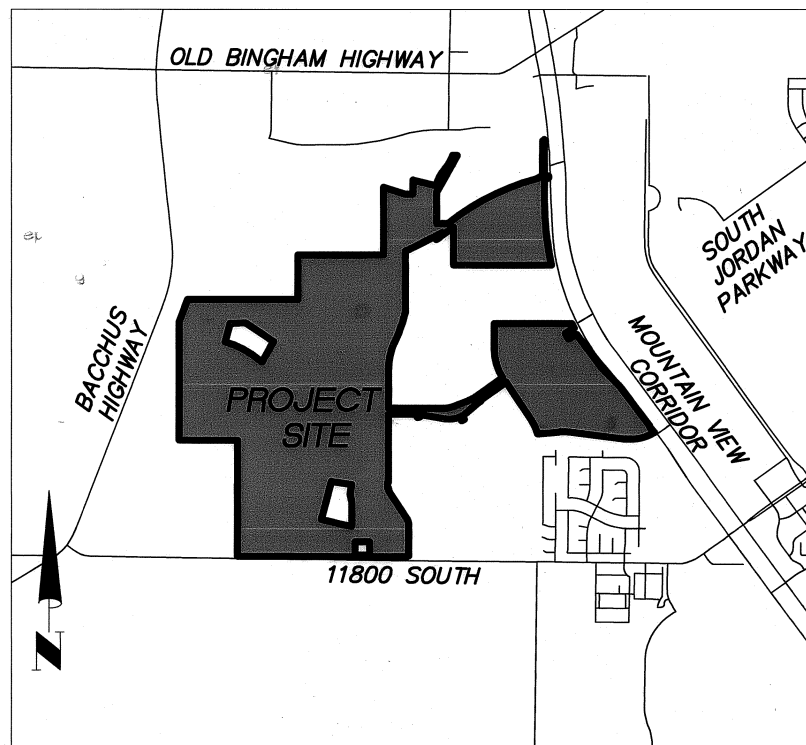 OLD BINGHAM HIGHWAY
SOUTH
JORDAN
PARKWAY
BACCHUS
HIGHWAY
MOUNTAIN VIEW
CORRIDOR
PROJECT
SITE
11800 SOUTH
N